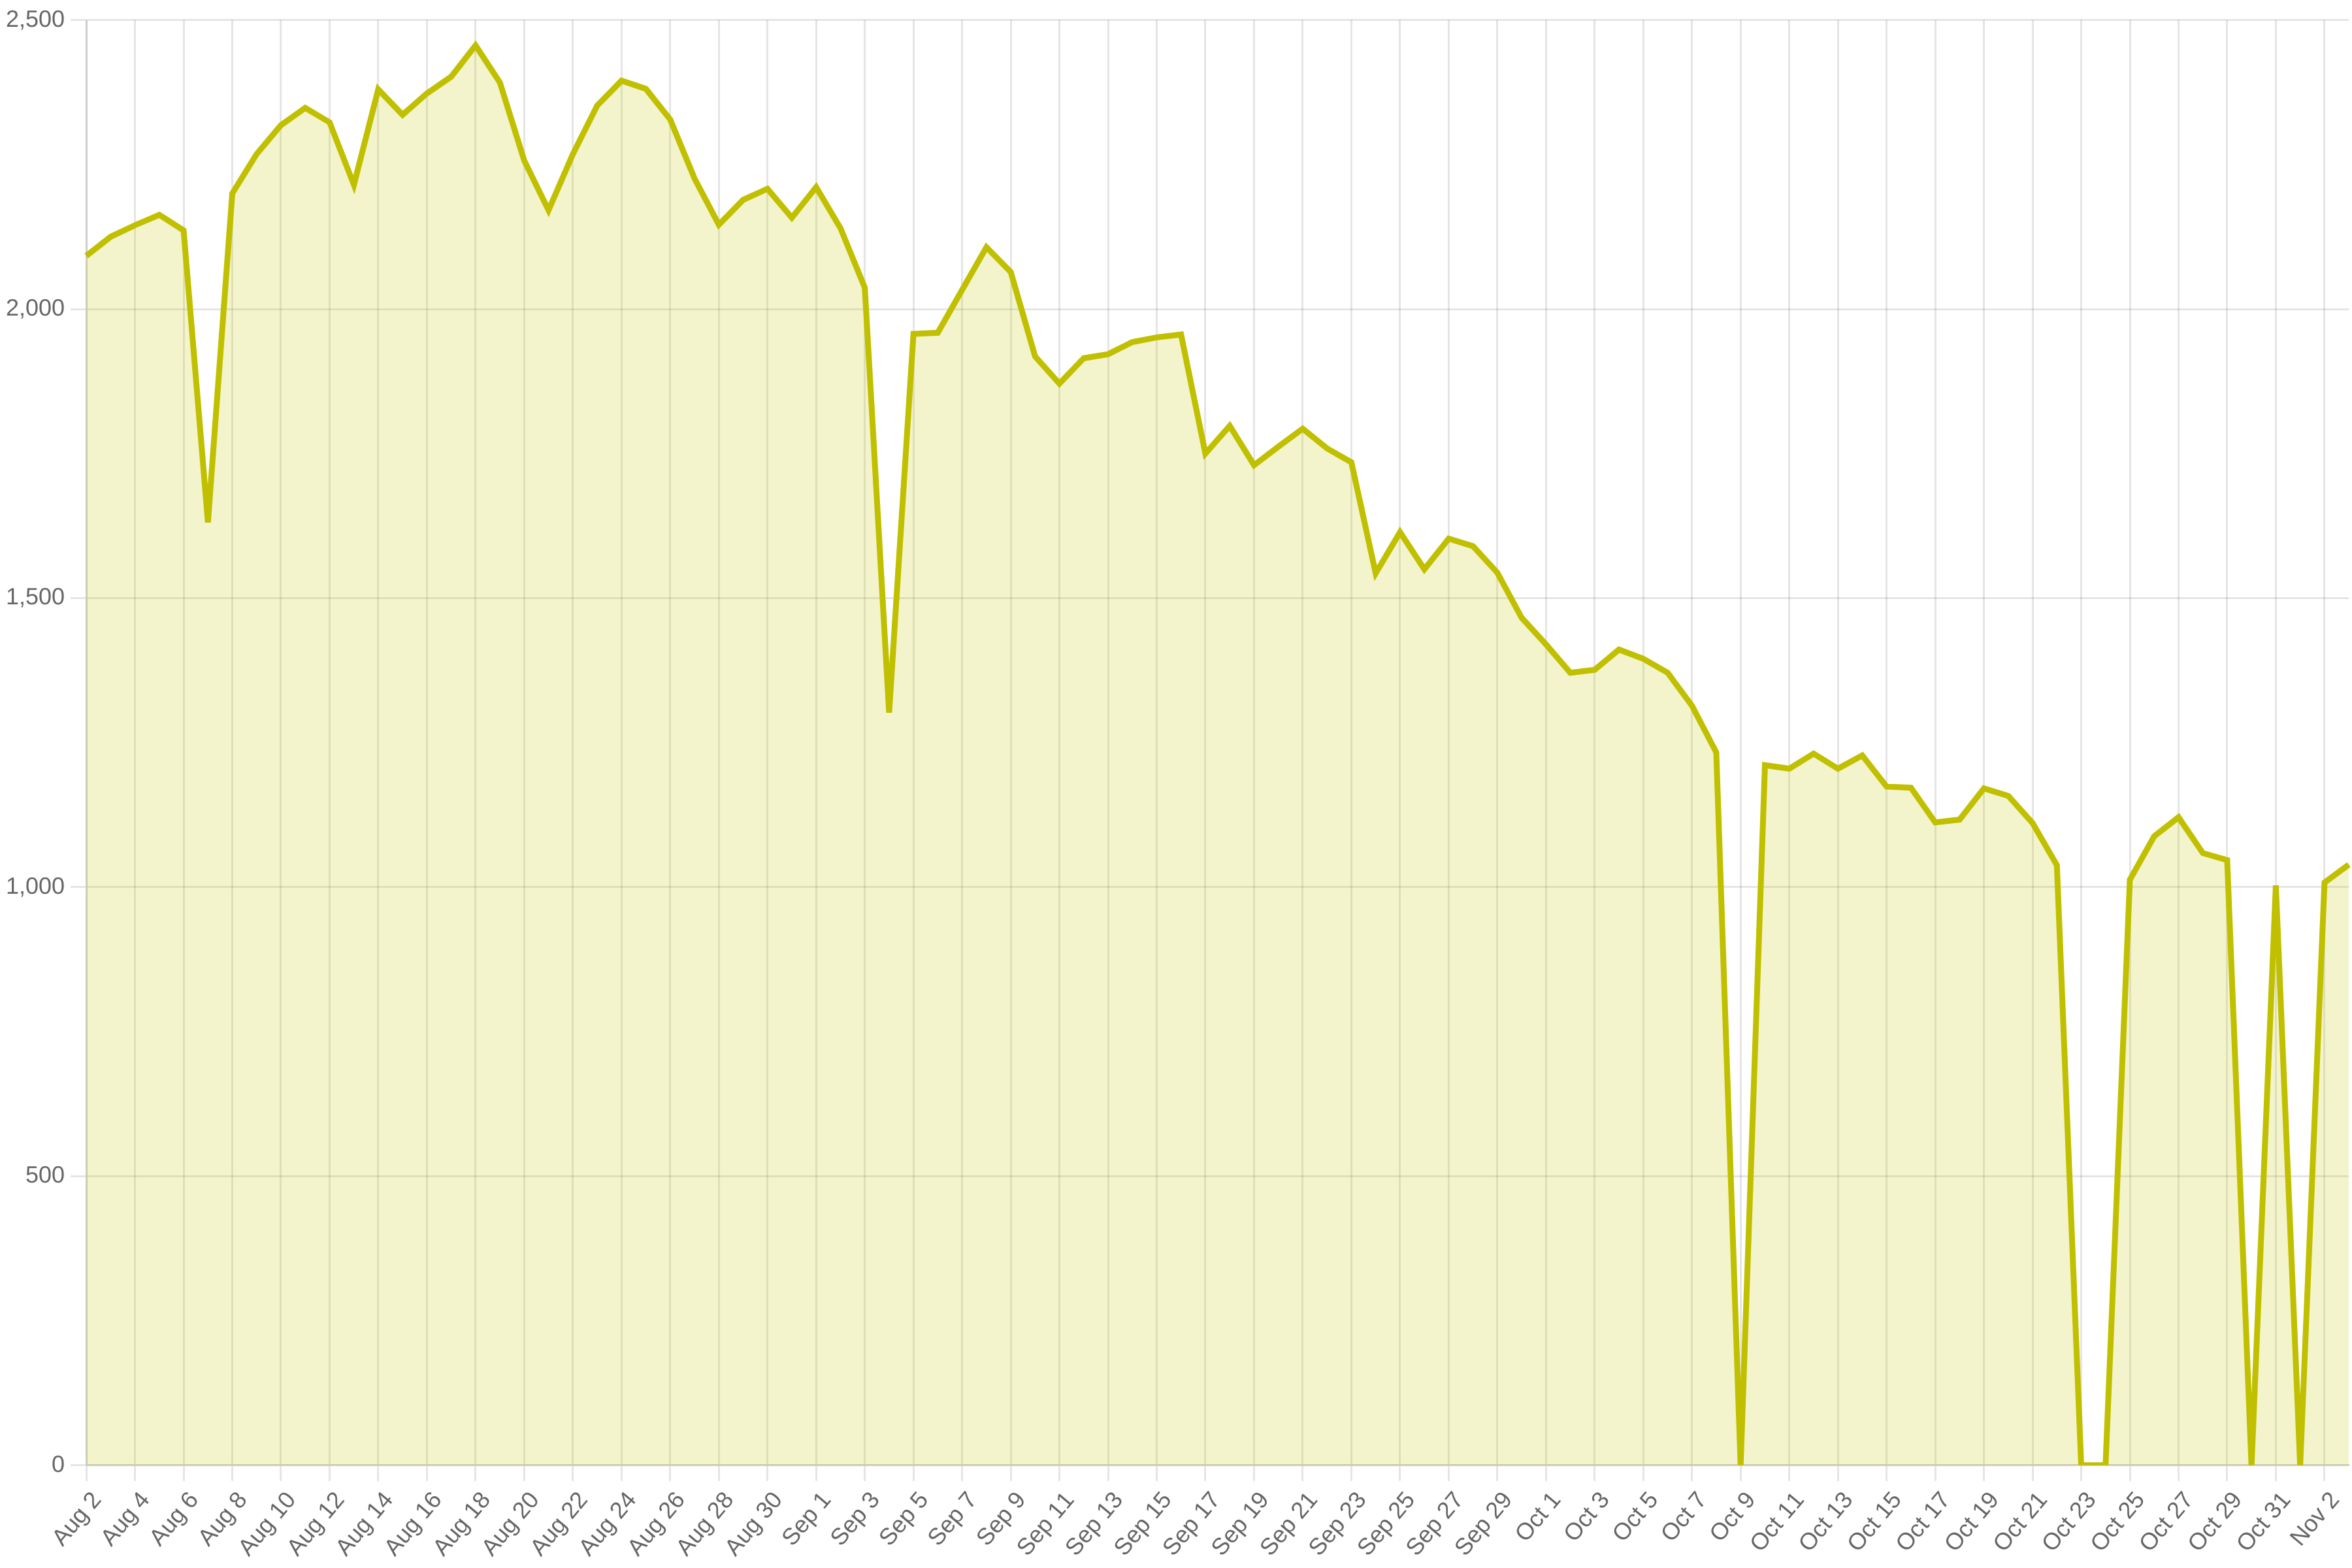 2,500
2,000
1,500
1,000
500
0
Aug 2
Aug 4
Aug 6
Aug 8
Aug 10
Aug 12
Aug 14
Aug 16
Aug 18
Aug 20
Aug 22
Aug 24
Aug 26
Aug 28
Aug 30
Sep 1
Sep 3
Sep 5
Sep 7
Sep 9
Sep 11
Sep 13
Sep 15
Sep 17
Sep 19
Sep 21
Sep 23
Sep 25
Sep 27
Sep 29
Oct 1
Oct 3
Oct 5
Oct 7
Oct 9
Oct 11
Oct 13
Oct 15
Oct 17
Oct 19
Oct 21
Oct 23
Oct 25
Oct 27
Oct 29
Oct 31
Nov 2